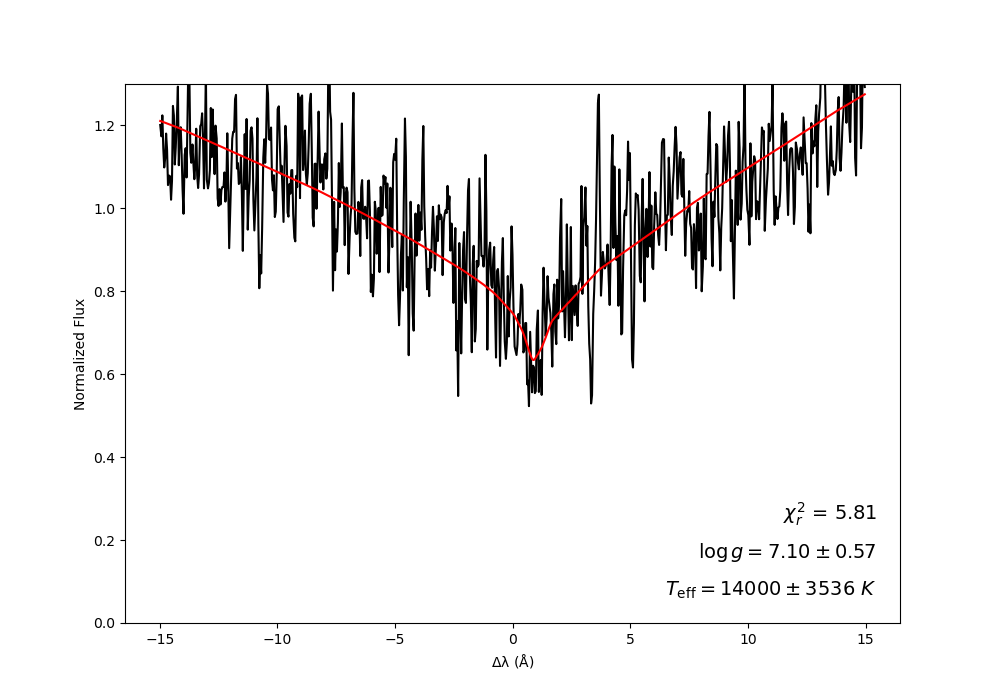 1.2
1.0
0.8
0.6
0.4
0.2
0.0
Normalized Flux
χ²ᵣ = 5.81
log g = 7.10 ± 0.57
T_eff = 14000 ± 3536 K
−15 −10 −5 0 5 10 15
Δλ (Å)